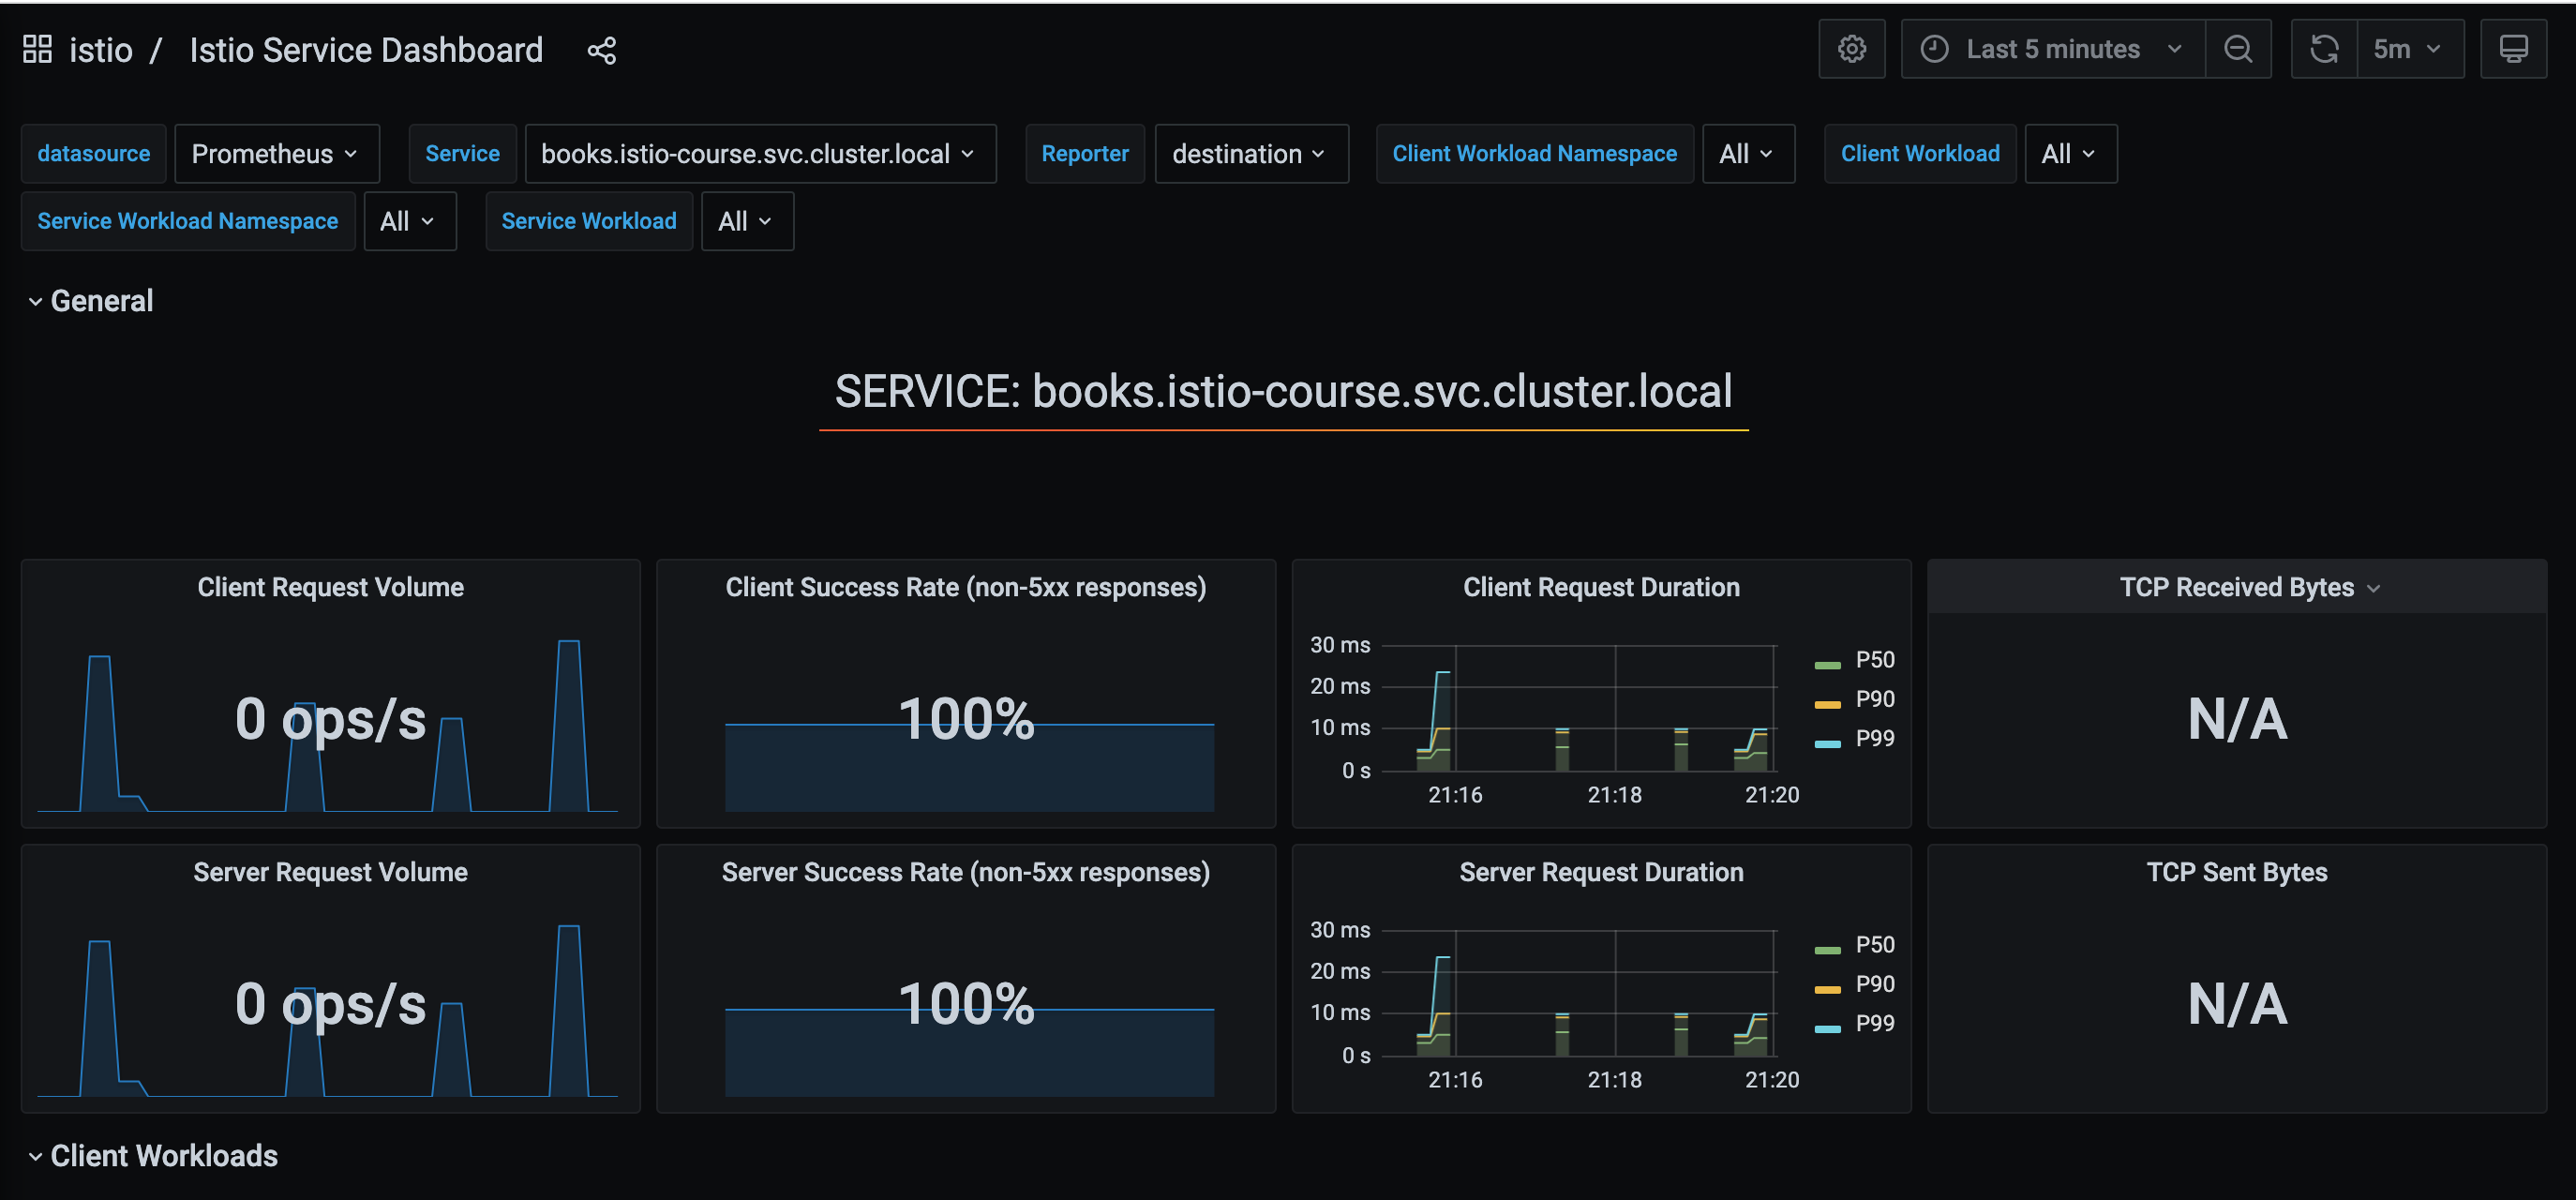 istio / Istio Service Dashboard
Last 5 minutes
5m
datasource Prometheus Service books.istio-course.svc.cluster.local Reporter destination Client Workload Namespace All Client Workload All
Service Workload Namespace All Service Workload All
General
SERVICE: books.istio-course.svc.cluster.local
Client Request Volume
0 ops/s
Client Success Rate (non-5xx responses)
100%
Client Request Duration
30 ms
20 ms
10 ms
0 s
21:16 21:18 21:20
P50
P90
P99
TCP Received Bytes
N/A
Server Request Volume
0 ops/s
Server Success Rate (non-5xx responses)
100%
Server Request Duration
30 ms
20 ms
10 ms
0 s
21:16 21:18 21:20
P50
P90
P99
TCP Sent Bytes
N/A
Client Workloads